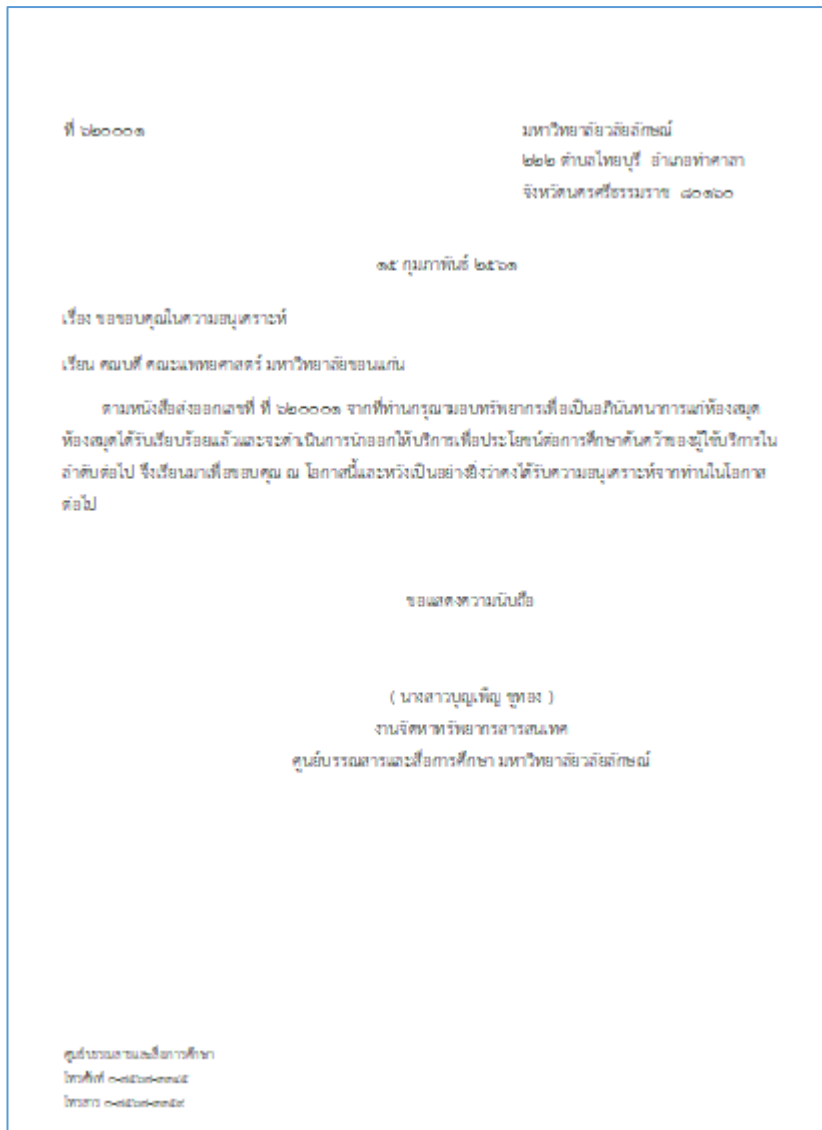 ที่ ๖๒๐๐๐๑
มหาวิทยาลัยวลัยลักษณ์
๒๒๒ ตำบลไทยบุรี อำเภอท่าศาลา
จังหวัดนครศรีธรรมราช ๘๐๑๖๐
๑๕ กุมภาพันธ์ ๒๕๖๑
เรื่อง ขอขอบคุณในความอนุเคราะห์
เรียน คณบดี คณะแพทยศาสตร์ มหาวิทยาลัยขอนแก่น
ตามหนังสือส่งออกเลขที่ ที่ ๖๒๐๐๐๑ จากที่ท่านกรุณามอบทรัพยากรเพื่อเป็นอภินันทนาการแก่ห้องสมุด
ห้องสมุดได้รับเรียบร้อยแล้วและจะดำเนินการนำออกให้บริการเพื่อประโยชน์ต่อการศึกษาค้นคว้าของผู้ใช้บริการใน
ลำดับต่อไป จึงเรียนมาเพื่อขอบคุณ ณ โอกาสนี้และหวังเป็นอย่างยิ่งว่าคงได้รับความอนุเคราะห์จากท่านในโอกาส
ต่อไป
ขอแสดงความนับถือ
( นางสาวบุญเพ็ญ ชูทอง )
งานจัดหาทรัพยากรสารสนเทศ
ศูนย์บรรณสารและสื่อการศึกษา มหาวิทยาลัยวลัยลักษณ์
ศูนย์บรรณสารและสื่อการศึกษา
โทรศัพท์
โทรสาร